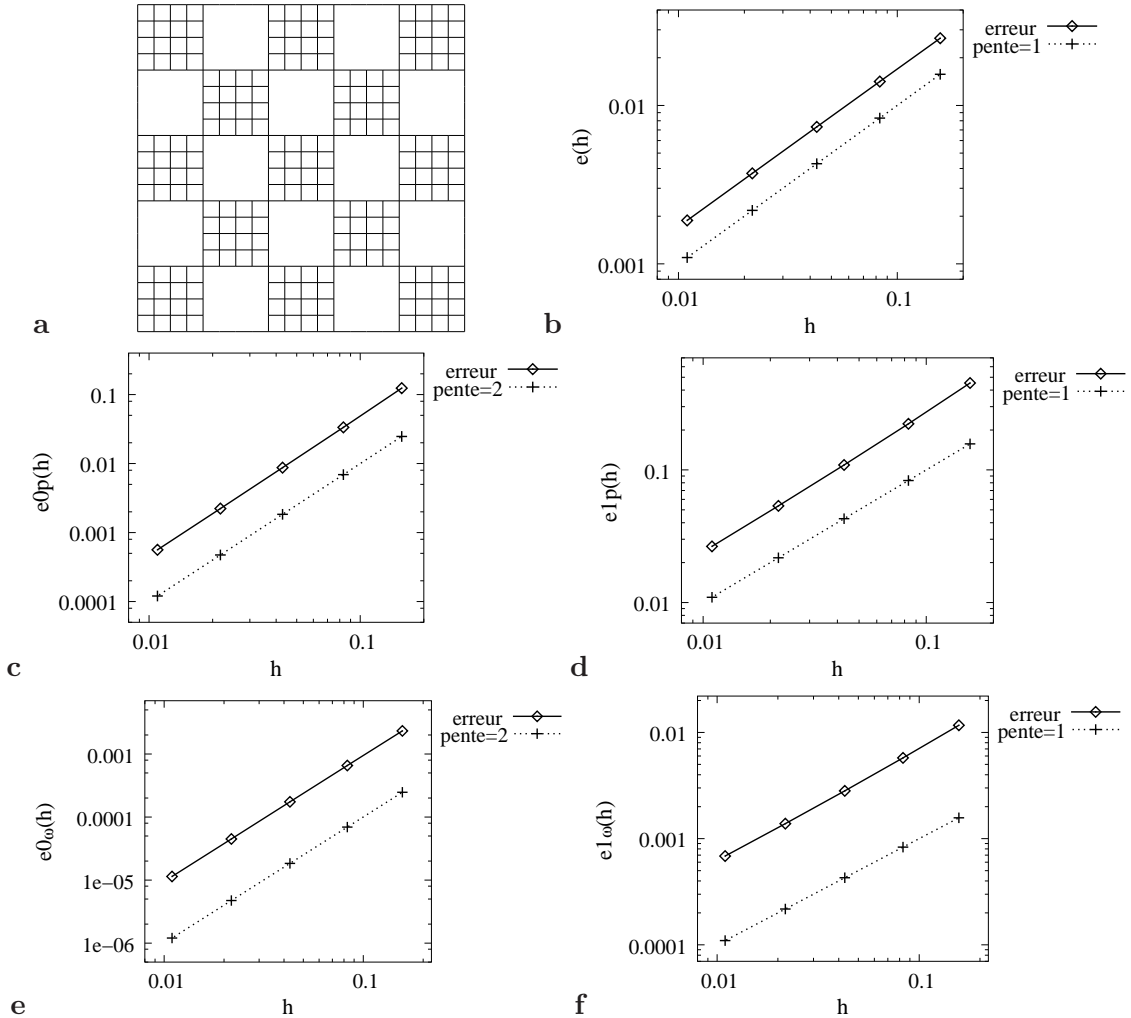 a
erreur
pente=1
0.01
0.001
e(h)
0.01
0.1
h
b
erreur
pente=2
0.1
0.01
0.001
0.0001
e0p(h)
0.01
0.1
h
c
erreur
pente=1
0.1
0.01
e1p(h)
0.01
0.1
h
d
erreur
pente=2
0.001
0.0001
1e-05
1e-06
e0ω(h)
0.01
0.1
h
e
erreur
pente=1
0.01
0.001
0.0001
e1ω(h)
0.01
0.1
h
f